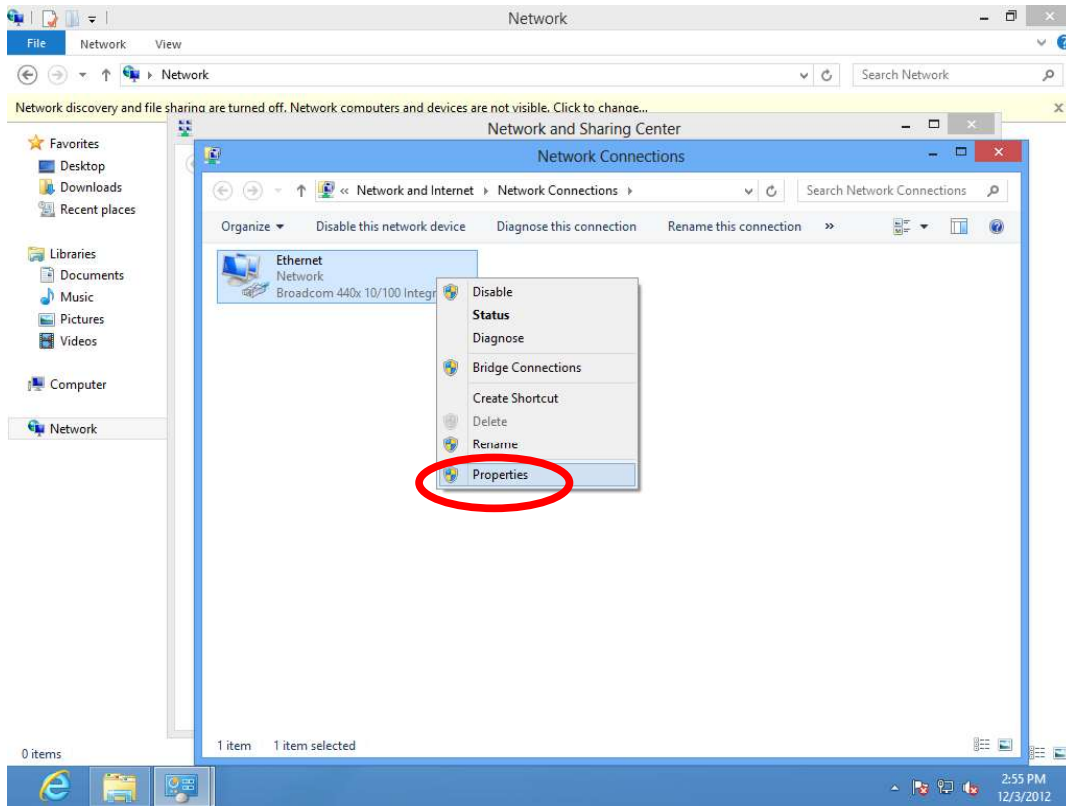 Network
File Network View
Network
Search Network
Network discovery and file sharing are turned off. Network computers and devices are not visible. Click to change...
Favorites
Desktop
Downloads
Recent places
Libraries
Documents
Music
Pictures
Videos
Computer
Network
0 items
Network and Sharing Center
Network Connections
« Network and Internet Network Connections
Search Network Connections
Organize Disable this network device Diagnose this connection Rename this connection »
Ethernet
Network
Broadcom 440x 10/100 Integr
Disable
Status
Diagnose
Bridge Connections
Create Shortcut
Delete
Rename
Properties
1 item 1 item selected
2:55 PM
12/3/2012